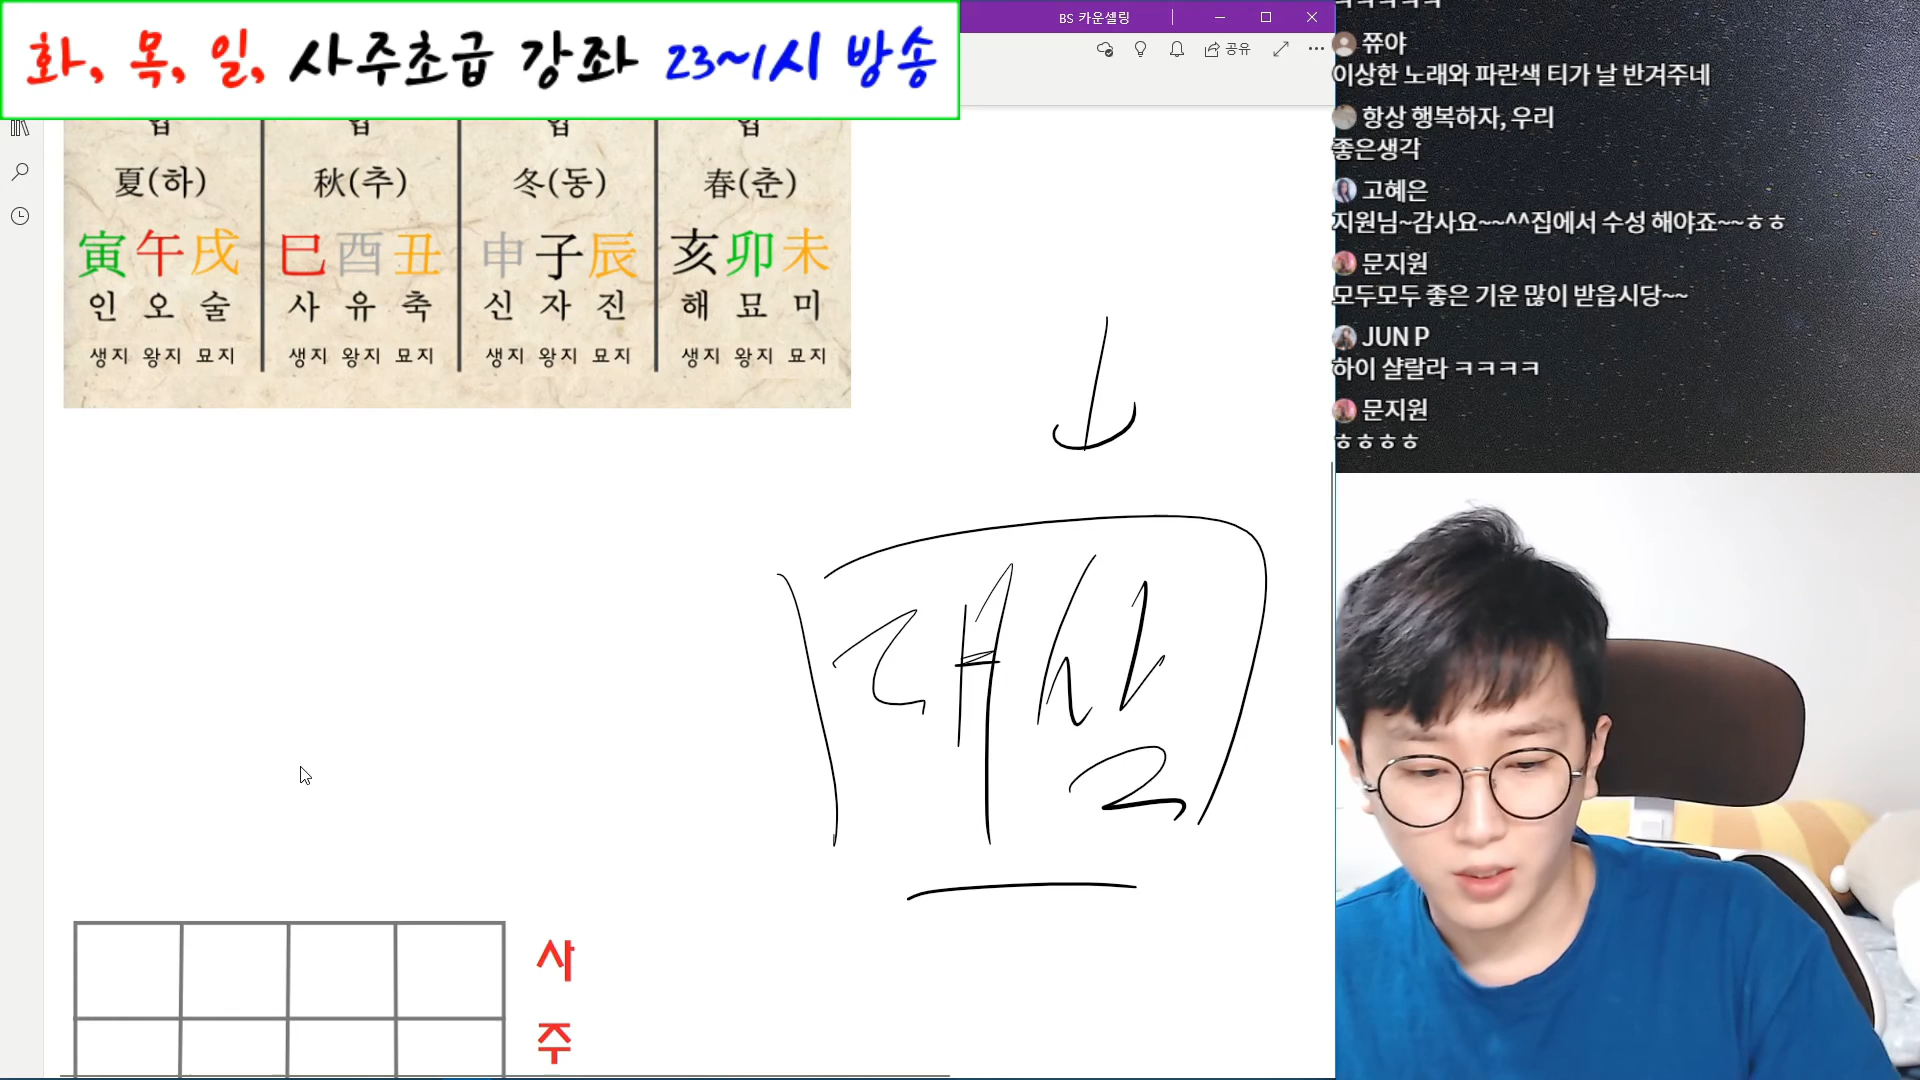 화, 목, 일, 사주초급 강좌 23~1시 방송
BS 카운셀링
공유
夏(하) 秋(추) 冬(동) 春(춘)
寅午戌 巳酉丑 申子辰 亥卯未
인 오 술 사 유 축 신 자 진 해 묘 미
생지 왕지 묘지 생지 왕지 묘지 생지 왕지 묘지 생지 왕지 묘지
사
주
쮸야
이상한 노래와 파란색 티가 날 반겨주네
항상 행복하자, 우리
좋은생각
고혜은
지원님~감사요~~^^집에서 수성 해야죠~~ㅎㅎ
문지원
모두모두 좋은 기운 많이 받읍시당~~
JUN P
하이 샬랄라 ㅋㅋㅋㅋ
문지원
ㅎㅎㅎㅎ